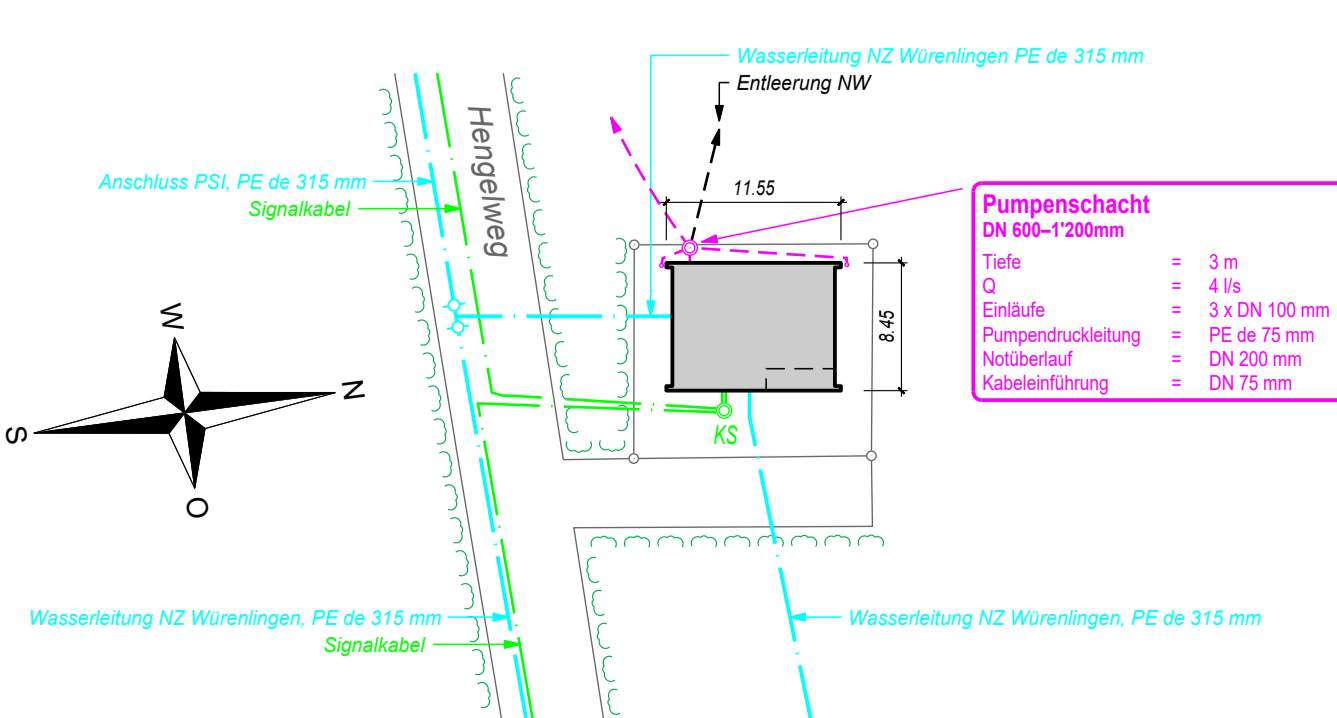 Wasserleitung NZ Würenlingen PE de 315 mm
Entleerung NW
Hengelweg
Anschluss PSI, PE de 315 mm
Signalkabel
11.55
8.45
Pumpenschacht
DN 600–1'200mm
Tiefe = 3 m
Q = 4 l/s
Einläufe = 3 x DN 100 mm
Pumpendruckleitung = PE de 75 mm
Notüberlauf = DN 200 mm
Kabeleinführung = DN 75 mm
W
N
S
O
KS
Wasserleitung NZ Würenlingen, PE de 315 mm
Signalkabel
Wasserleitung NZ Würenlingen, PE de 315 mm